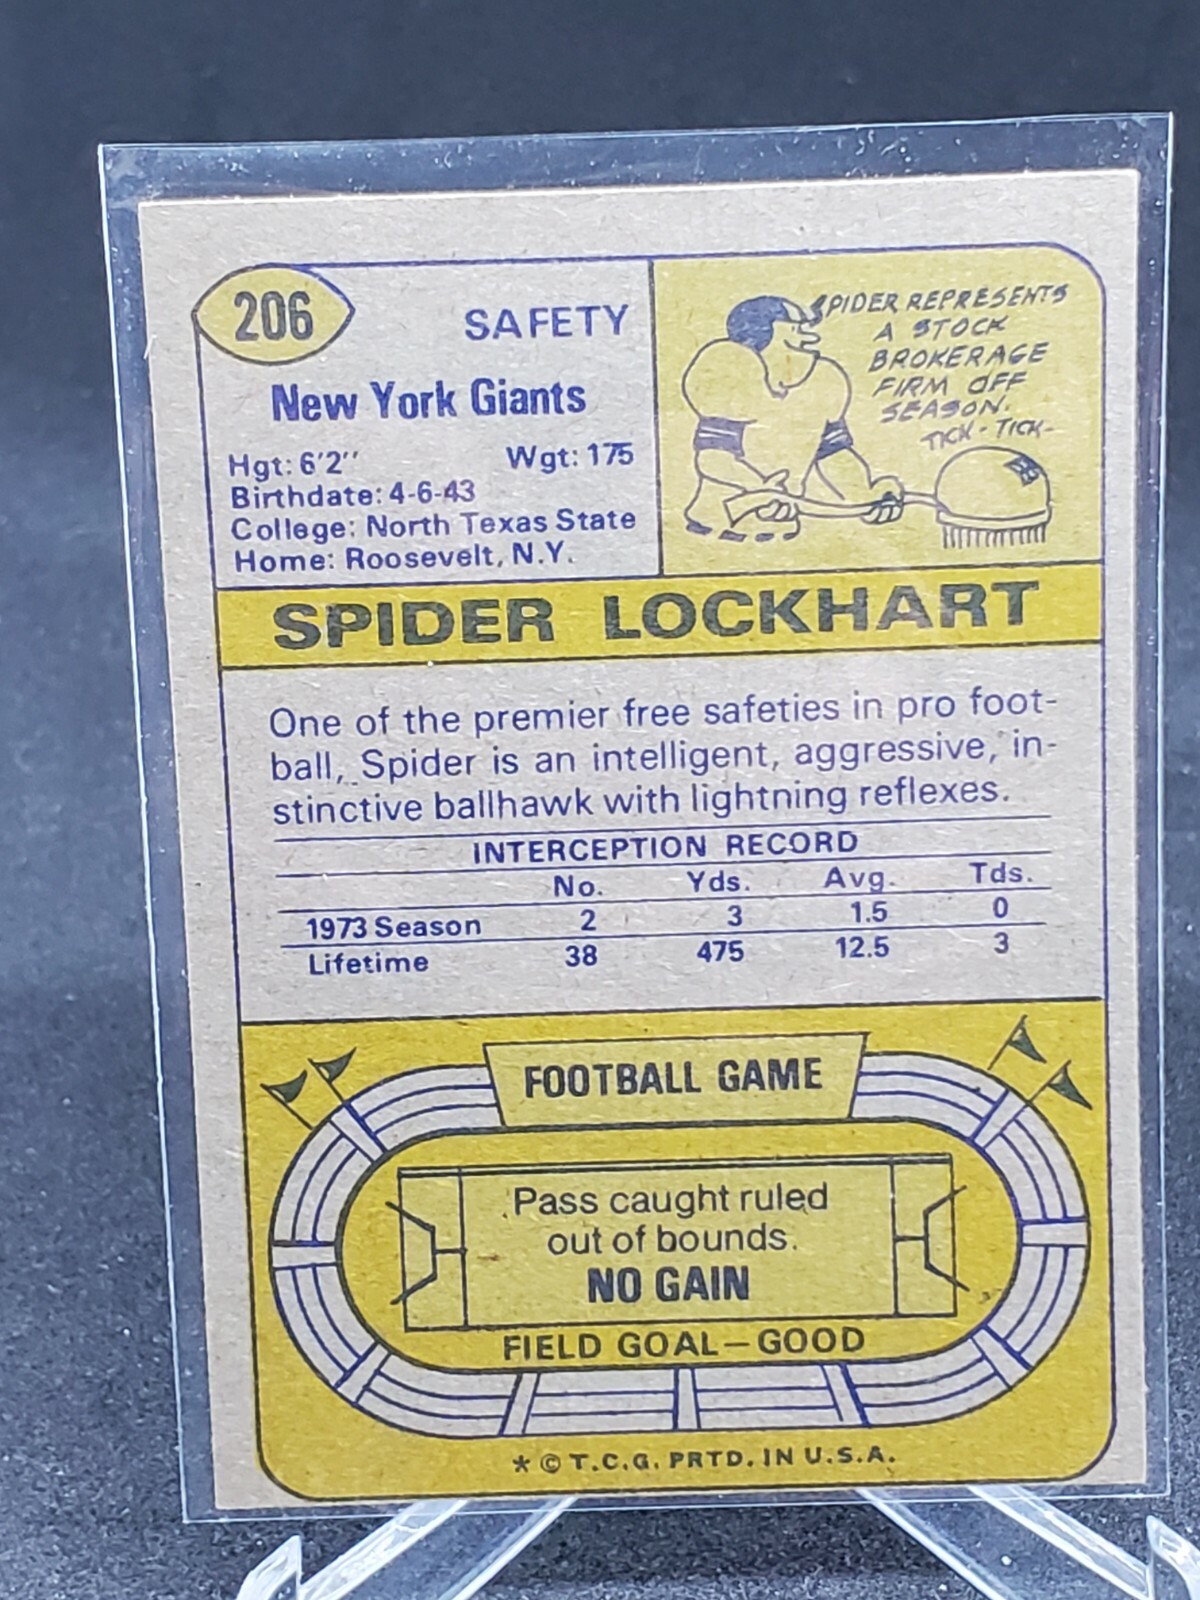 206
SAFETY
New York Giants
Hgt: 6'2" Wgt: 175
Birthdate: 4-6-43
College: North Texas State
Home: Roosevelt, N.Y.
SPIDER REPRESENTS
A STOCK
BROKERAGE
FIRM OFF
SEASON.
TICK - TICK-
SPIDER LOCKHART
One of the premier free safeties in pro foot-
ball, Spider is an intelligent, aggressive, in-
stinctive ballhawk with lightning reflexes.
INTERCEPTION RECORD
No. Yds. Avg. Tds.
1973 Season 2 3 1.5 0
Lifetime 38 475 12.5 3
FOOTBALL GAME
Pass caught ruled
out of bounds.
NO GAIN
FIELD GOAL—GOOD
* © T.C.G. PRTD. IN U.S.A.